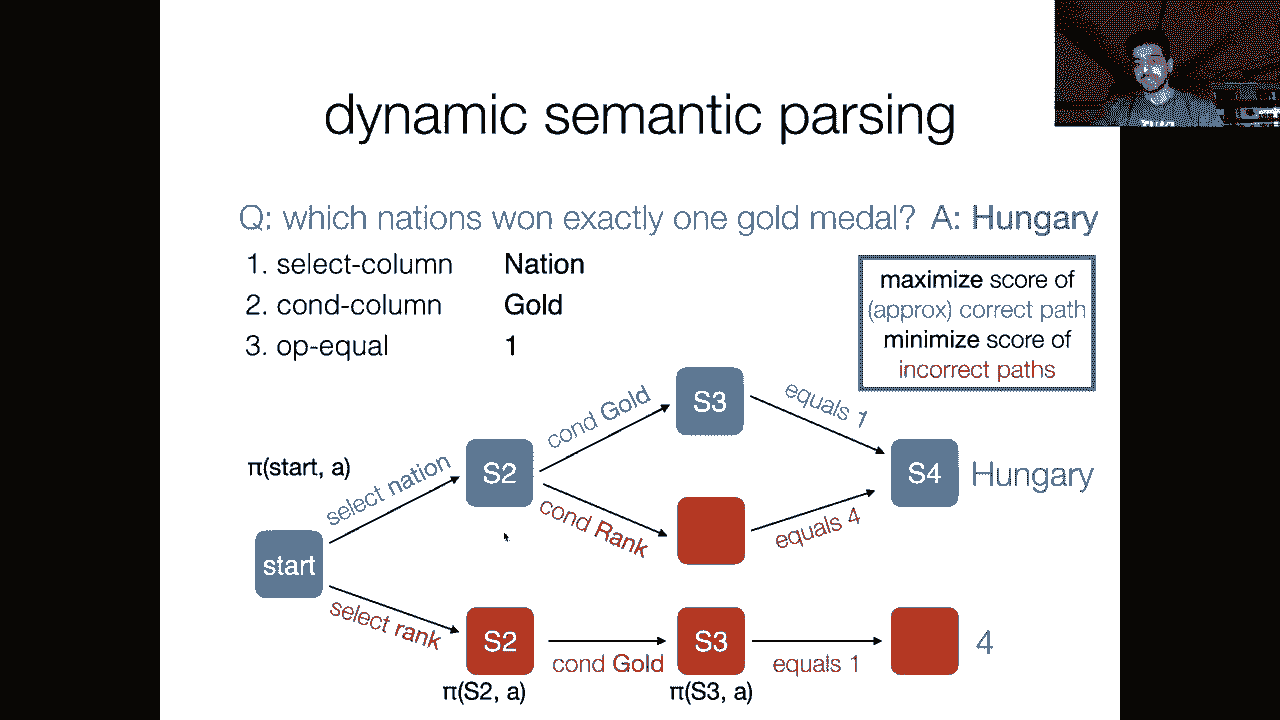 dynamic semantic parsing
Q: which nations won exactly one gold medal? A: Hungary
1. select-column Nation
2. cond-column Gold
3. op-equal 1
maximize score of
(approx) correct path
minimize score of
incorrect paths
π(start, a)
select nation
cond Gold
S3
equals 1
S2
S4
Hungary
cond Rank
equals 4
start
select rank
S2
cond Gold
S3
equals 1
4
π(S2, a)
π(S3, a)